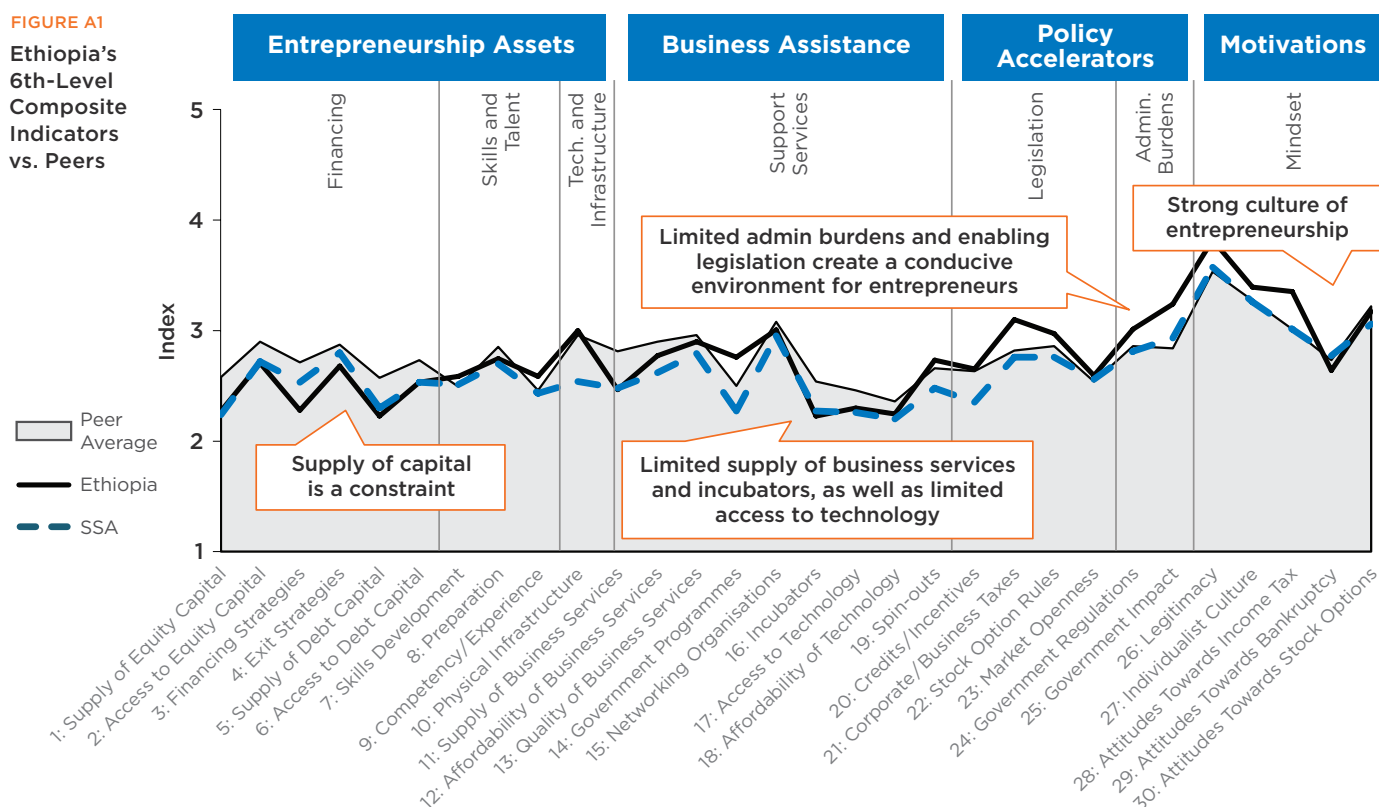 FIGURE A1
Ethiopia's
6th-Level
Composite
Indicators
vs. Peers
Entrepreneurship Assets
Business Assistance
Policy
Accelerators
Motivations
Financing
Skills and
Talent
Tech. and
Infrastructure
Support
Services
Legislation
Admin.
Burdens
Mindset
5
4
3
2
1
Index
Limited admin burdens and enabling
legislation create a conducive
environment for entrepreneurs
Strong culture of
entrepreneurship
Supply of capital
is a constraint
Limited supply of business services
and incubators, as well as limited
access to technology
Peer
Average
Ethiopia
SSA
1: Supply of Equity Capital
2: Access to Equity Capital
3: Financing Strategies
4: Exit Strategies
5: Supply of Debt Capital
6: Access to Debt Capital
7: Skills Development
8: Preparation
9: Competency/Experience
10: Physical Infrastructure
11: Supply of Business Services
12: Affordability of Business Services
13: Quality of Business Services
14: Government Programmes
15: Networking Organisations
16: Incubators
17: Access to Technology
18: Affordability of Technology
19: Spin-outs
20: Credits/Incentives
21: Corporate/Business Taxes
22: Stock Option Rules
23: Market Openness
24: Government Regulations
25: Government Impact
26: Legitimacy
27: Individualist Culture
28: Attitudes Towards Income Tax
29: Attitudes Towards Bankruptcy
30: Attitudes Towards Stock Options